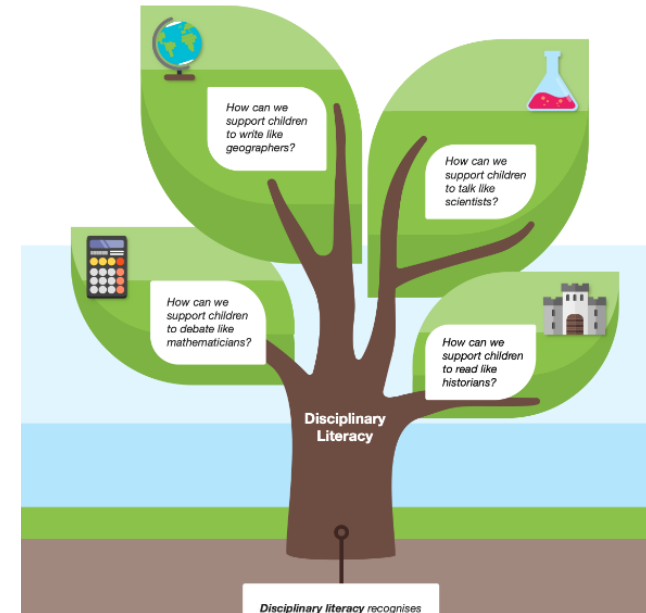 How can we
support children
to write like
geographers?
How can we
support children
to talk like
scientists?
How can we
support children
to debate like
mathematicians?
How can we
support children
to read like
historians?
Disciplinary
Literacy
Disciplinary literacy recognises